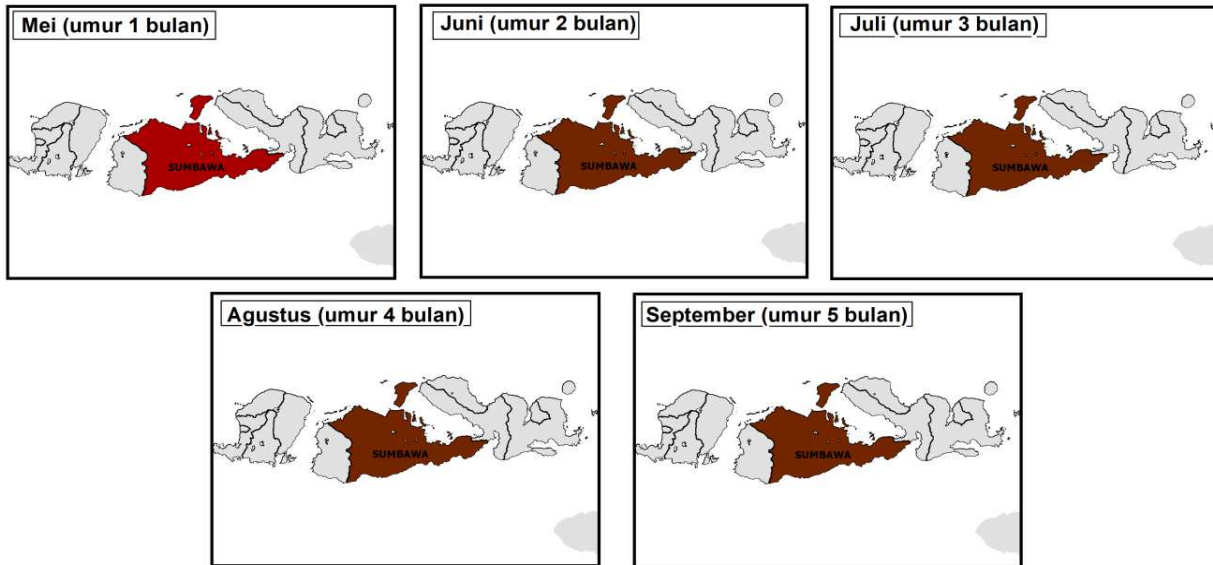 Mei (umur 1 bulan)
SUMBAWA
Juni (umur 2 bulan)
SUMBAWA
Juli (umur 3 bulan)
SUMBAWA
Agustus (umur 4 bulan)
SUMBAWA
September (umur 5 bulan)
SUMBAWA